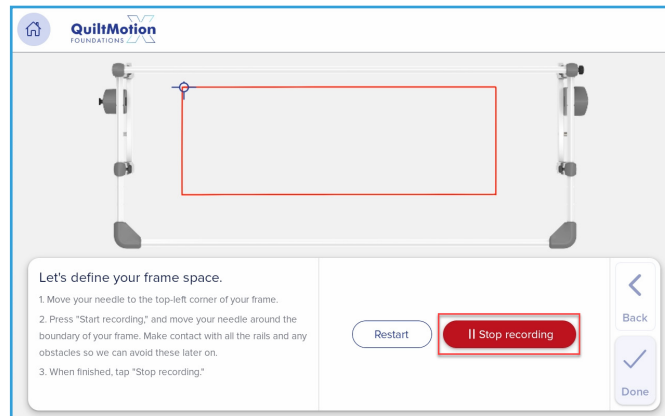 QuiltMotion X
FOUNDATIONS
Let's define your frame space.
1. Move your needle to the top-left corner of your frame.
2. Press "Start recording," and move your needle around the
boundary of your frame. Make contact with all the rails and any
obstacles so we can avoid these later on.
3. When finished, tap "Stop recording."
Restart
Stop recording
Back
Done